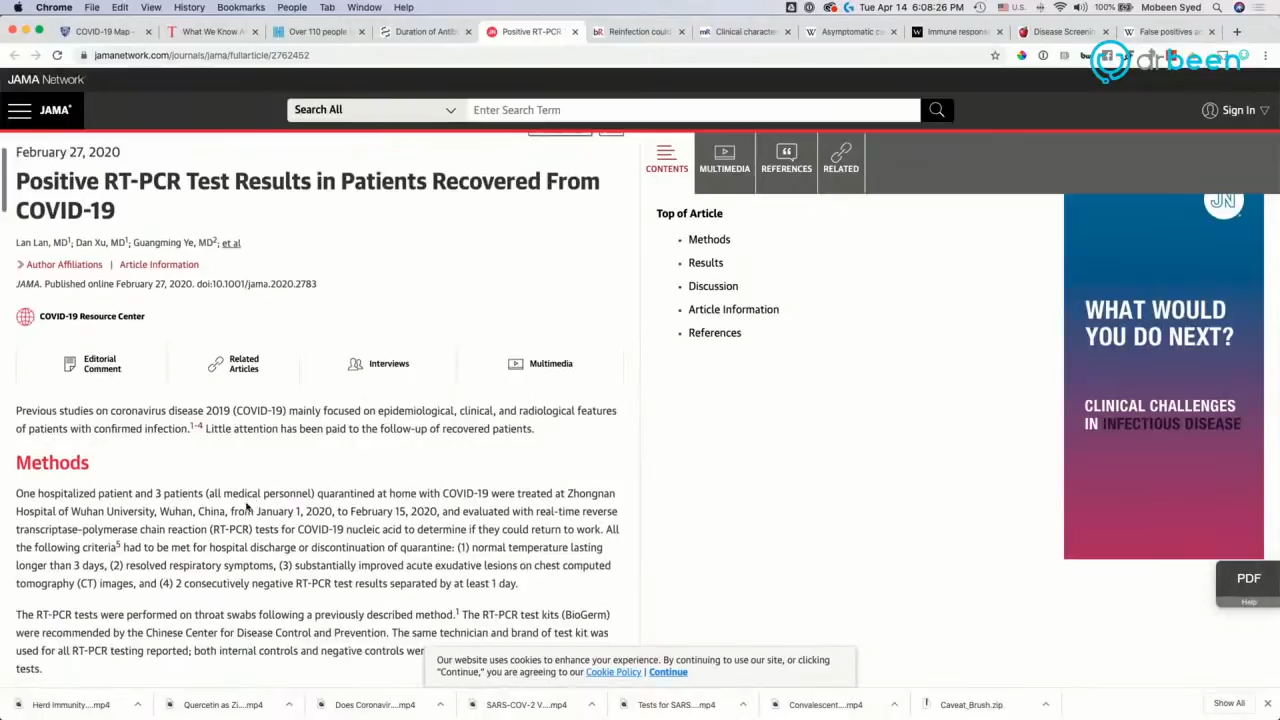 Chrome File Edit View History Bookmarks People Tab Window Help 100% Tue Apr 14 6:08:26 PM Mobeen Syed
COVID-19 Map - What We Know A Over 110 people Duration of Antib Positive RT-PCR Reinfection coul Clinical charact Asymptomatic c Immune respon Disease Screen False positives a
jamanetwork.com/journals/jama/fullarticle/2762452
drbeen
JAMA Network
JAMA
Search All
Enter Search Term
Sign In
February 27, 2020
Positive RT-PCR Test Results in Patients Recovered From
COVID-19
Lan Lan, MD1; Dan Xu, MD1; Guangming Ye, MD2; et al
Author Affiliations | Article Information
JAMA. Published online February 27, 2020. doi:10.1001/jama.2020.2783
COVID-19 Resource Center
Editorial
Comment
Related
Articles
Interviews
Multimedia
Previous studies on coronavirus disease 2019 (COVID-19) mainly focused on epidemiological, clinical, and radiological features
of patients with confirmed infection.1-4 Little attention has been paid to the follow-up of recovered patients.
Methods
One hospitalized patient and 3 patients (all medical personnel) quarantined at home with COVID-19 were treated at Zhongnan
Hospital of Wuhan University, Wuhan, China, from January 1, 2020, to February 15, 2020, and evaluated with real-time reverse
transcriptase–polymerase chain reaction (RT-PCR) tests for COVID-19 nucleic acid to determine if they could return to work. All
the following criteria5 had to be met for hospital discharge or discontinuation of quarantine: (1) normal temperature lasting
longer than 3 days, (2) resolved respiratory symptoms, (3) substantially improved acute exudative lesions on chest computed
tomography (CT) images, and (4) 2 consecutively negative RT-PCR test results separated by at least 1 day.
The RT-PCR tests were performed on throat swabs following a previously described method.1 The RT-PCR test kits (BioGerm)
were recommended by the Chinese Center for Disease Control and Prevention. The same technician and brand of test kit was
used for all RT-PCR testing reported; both internal controls and negative controls wer
tests.
CONTENTS
MULTIMEDIA
REFERENCES
RELATED
Top of Article
Methods
Results
Discussion
Article Information
References
JN
WHAT WOULD
YOU DO NEXT?
CLINICAL CHALLENGES
IN INFECTIOUS DISEASE
PDF
Help
Our website uses cookies to enhance your experience. By continuing to use our site, or clicking
"Continue," you are agreeing to our Cookie Policy | Continue
Herd Immunity....mp4
Quercetin as Zi...mp4
Does Coronavir...mp4
SARS-COV-2 V....mp4
Tests for SARS....mp4
Convalescent....mp4
Caveat_Brush.zip
Show All